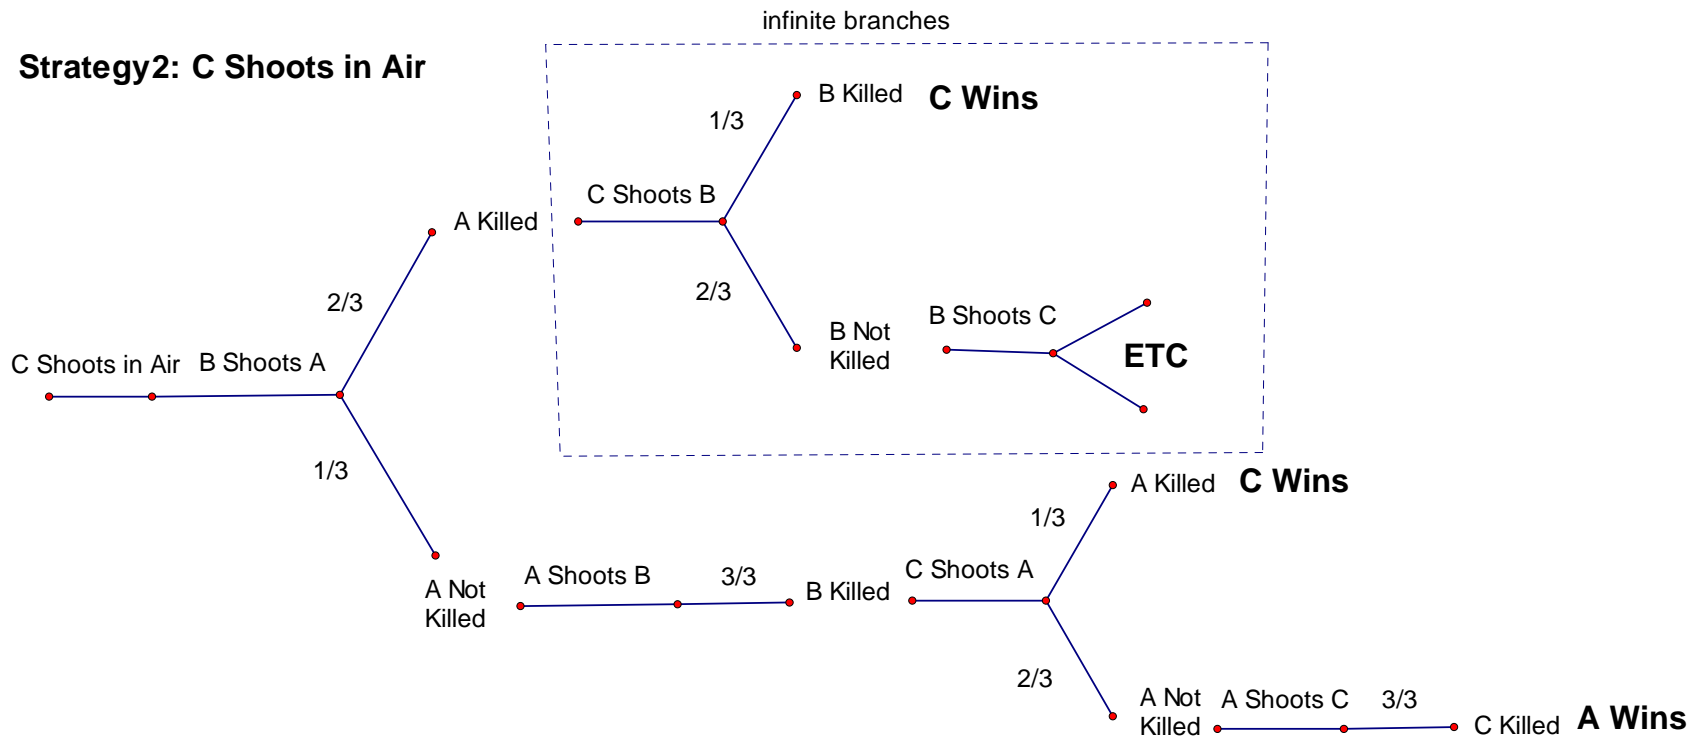 infinite branches
Strategy2: C Shoots in Air
B Killed C Wins
1/3
C Shoots B
A Killed
2/3
2/3
B Shoots C
B Not
Killed
ETC
C Shoots in Air B Shoots A
1/3
A Killed C Wins
1/3
C Shoots A
A Shoots B 3/3 B Killed
A Not
Killed
2/3
A Not
Killed
A Shoots C 3/3
C Killed A Wins